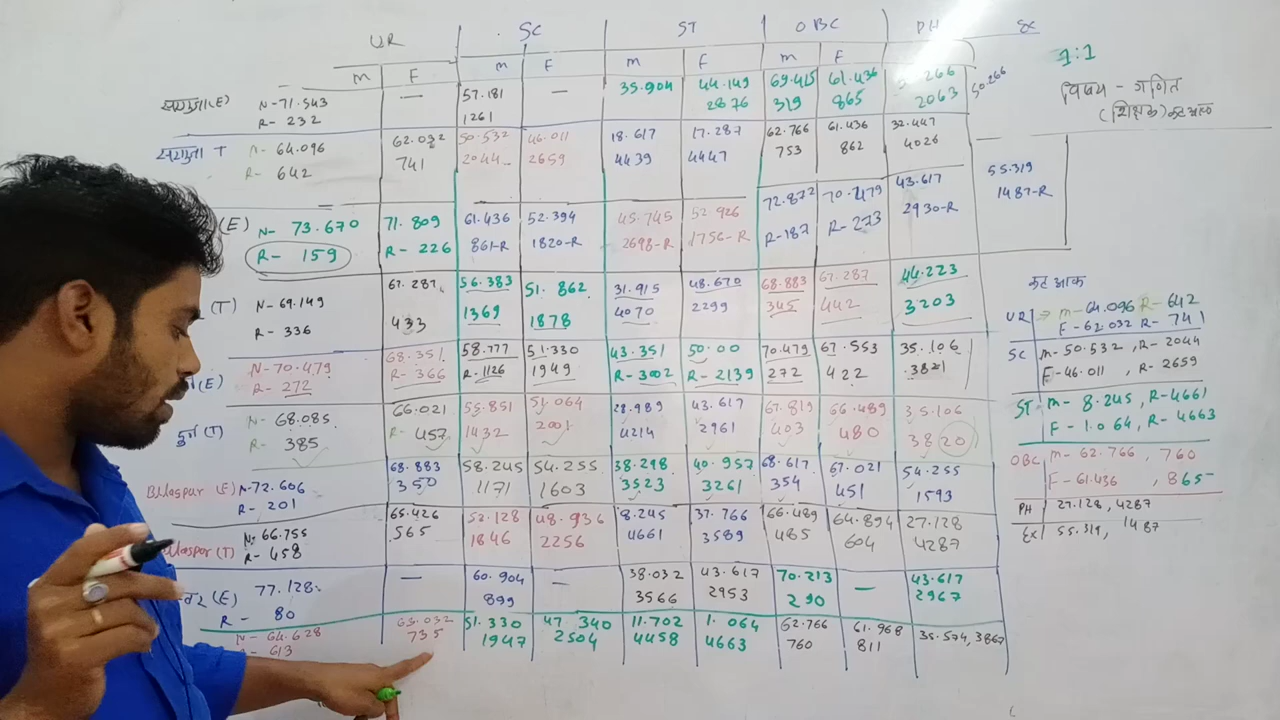 UR SC ST OBC PH
M F M F M F M F
1:1
विषय - गणित
(शिक्षक) कट आफ
सरगुजा (E) N-71.543 — 57.181 — 35.904 44.149 69.415 61.436 50.266
R- 232 1261 2876 319 865 2063
सरगुजा T N- 64.096 62.032 50.532 46.011 18.617 17.287 62.766 61.436 32.447
R- 642 741 2044 2659 4439 4447 753 862 4026
(E) N- 73.670 71.809 61.436 52.394 45.745 52.926 72.872 70.479 43.617 55.319
R- 159 R- 226 861-R 1820-R 2698-R 1756-R R-187 R-273 2930-R 1487-R
(T) N-69.149 67.287 56.383 51.862 31.915 48.670 68.883 67.287 44.223
R- 336 433 1369 1878 4070 2299 345 442 3203
(E) N-70.479 68.351 58.777 51.330 43.351 50.00 70.479 67.553 35.106
R- 272 R- 366 R-1126 1949 R-3002 R-2139 272 422 3821
दुर्ग (T) N- 68.085 66.021 55.851 51.064 28.989 43.617 67.819 66.489 35.106
R- 385 R- 457 1432 2001 4214 2961 403 480 3820
Bilaspur (E) N-72.606 68.883 58.245 54.255 38.298 40.957 68.617 67.021 54.255
R- 201 350 1171 1603 3523 3261 354 451 1593
Bilaspur (T) N- 66.755 65.426 52.128 48.936 8.245 37.766 66.489 64.894 27.128
R- 458 565 1846 2256 4661 3589 485 604 4287
(E) 77.128 — 60.904 — 38.032 43.617 70.213 — 43.617
R- 80 899 3566 2953 290 2967
N- 64.628 51.330 47.340 11.702 1.064 62.766 61.968 35.574, 3867
613 735 1947 2504 4458 4663 760 811
कट आफ
UR M-64.096 R-642
F-62.032 R-741
SC M-50.532, R-2044
F-46.011, R-2659
ST M- 8.245, R-4661
F- 1.064, R-4663
OBC M-62.766, 760
F-61.436, 865
PH 27.128, 4287
Ex 55.319, 1487